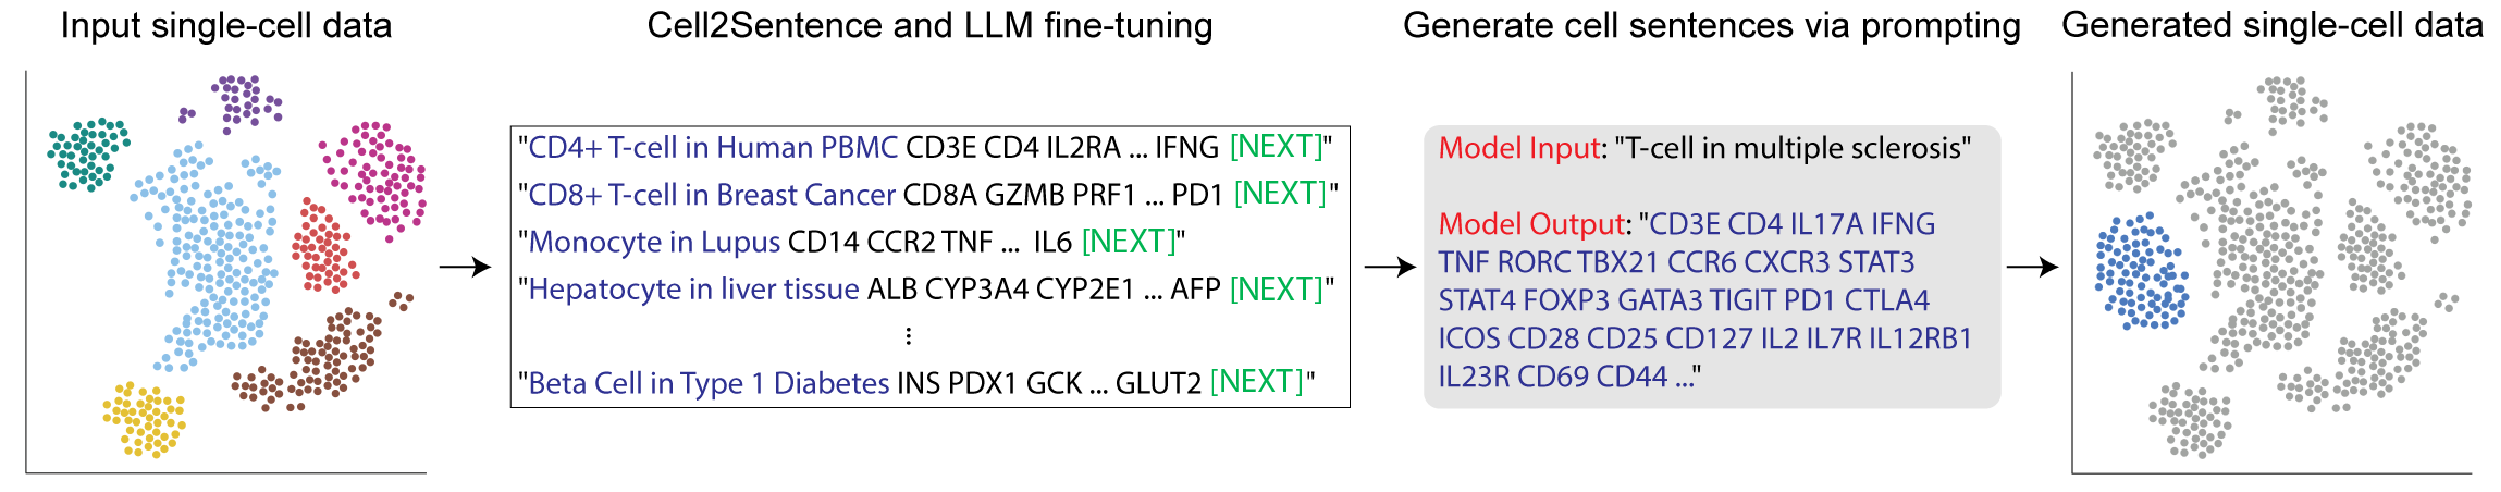 Input single-cell data
Cell2Sentence and LLM fine-tuning
Generate cell sentences via prompting
Generated single-cell data
"CD4+ T-cell in Human PBMC CD3E CD4 IL2RA ... IFNG [NEXT]"
"CD8+ T-cell in Breast Cancer CD8A GZMB PRF1 ... PD1 [NEXT]"
"Monocyte in Lupus CD14 CCR2 TNF ... IL6 [NEXT]"
"Hepatocyte in liver tissue ALB CYP3A4 CYP2E1 ... AFP [NEXT]"
⋮
"Beta Cell in Type 1 Diabetes INS PDX1 GCK ... GLUT2 [NEXT]"
Model Input: "T-cell in multiple sclerosis"
Model Output: "CD3E CD4 IL17A IFNG
TNF RORC TBX21 CCR6 CXCR3 STAT3
STAT4 FOXP3 GATA3 TIGIT PD1 CTLA4
ICOS CD28 CD25 CD127 IL2 IL7R IL12RB1
IL23R CD69 CD44 ..."